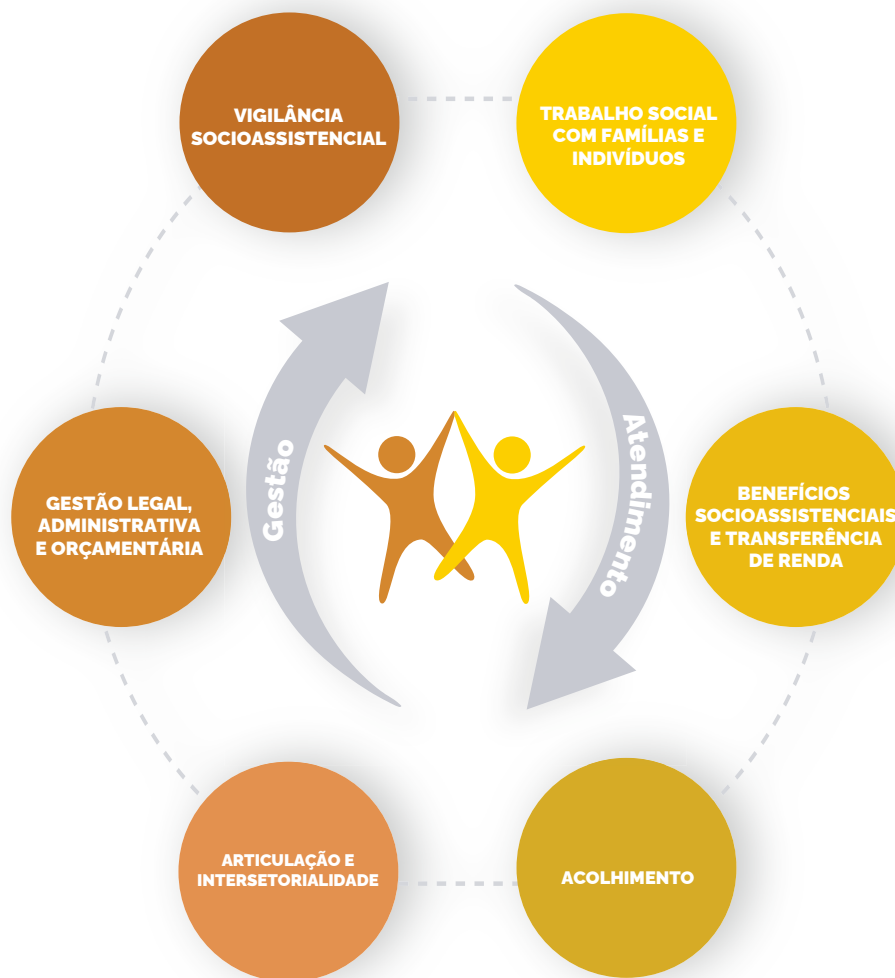 VIGILÂNCIA
SOCIOASSISTENCIAL
TRABALHO SOCIAL
COM FAMÍLIAS E
INDIVÍDUOS
Gestão
Atendimento
GESTÃO LEGAL,
ADMINISTRATIVA
E ORÇAMENTÁRIA
BENEFÍCIOS
SOCIOASSISTENCIAIS
E TRANSFERÊNCIA
DE RENDA
ARTICULAÇÃO E
INTERSETORIALIDADE
ACOLHIMENTO